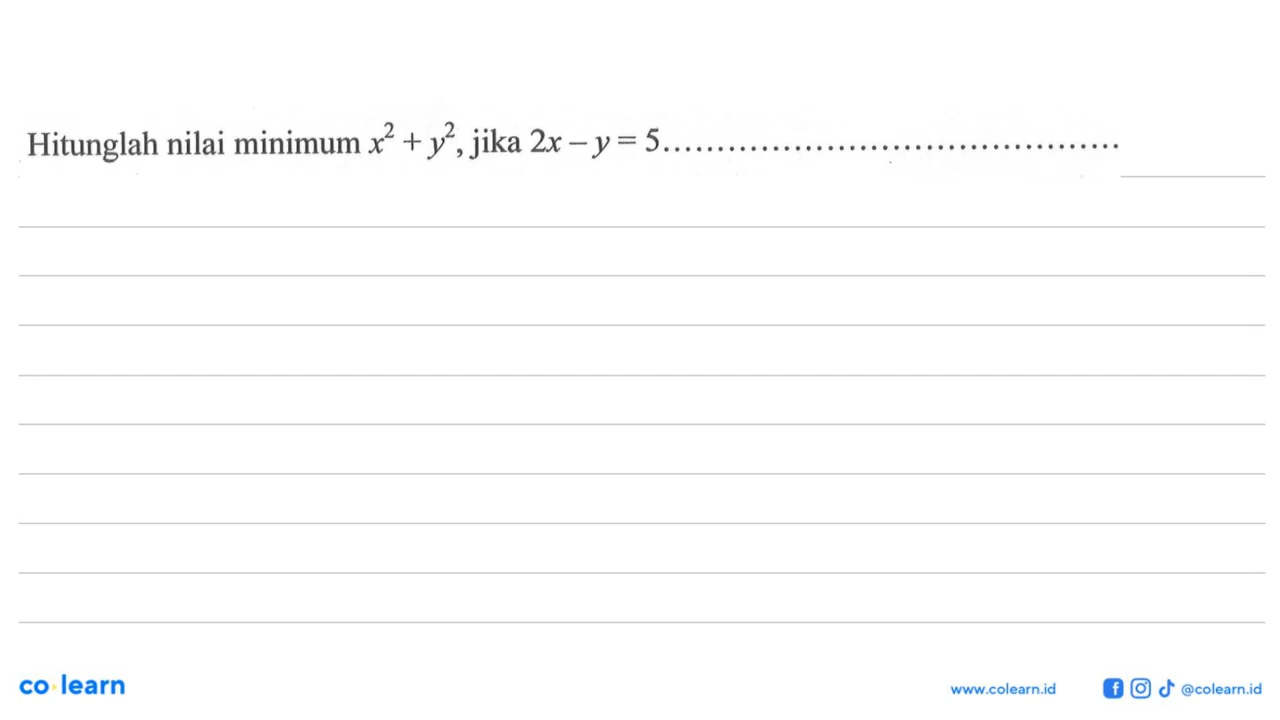 Hitunglah nilai minimum x² + y², jika 2x – y = 5..........................................
co learn
www.colearn.id
@colearn.id